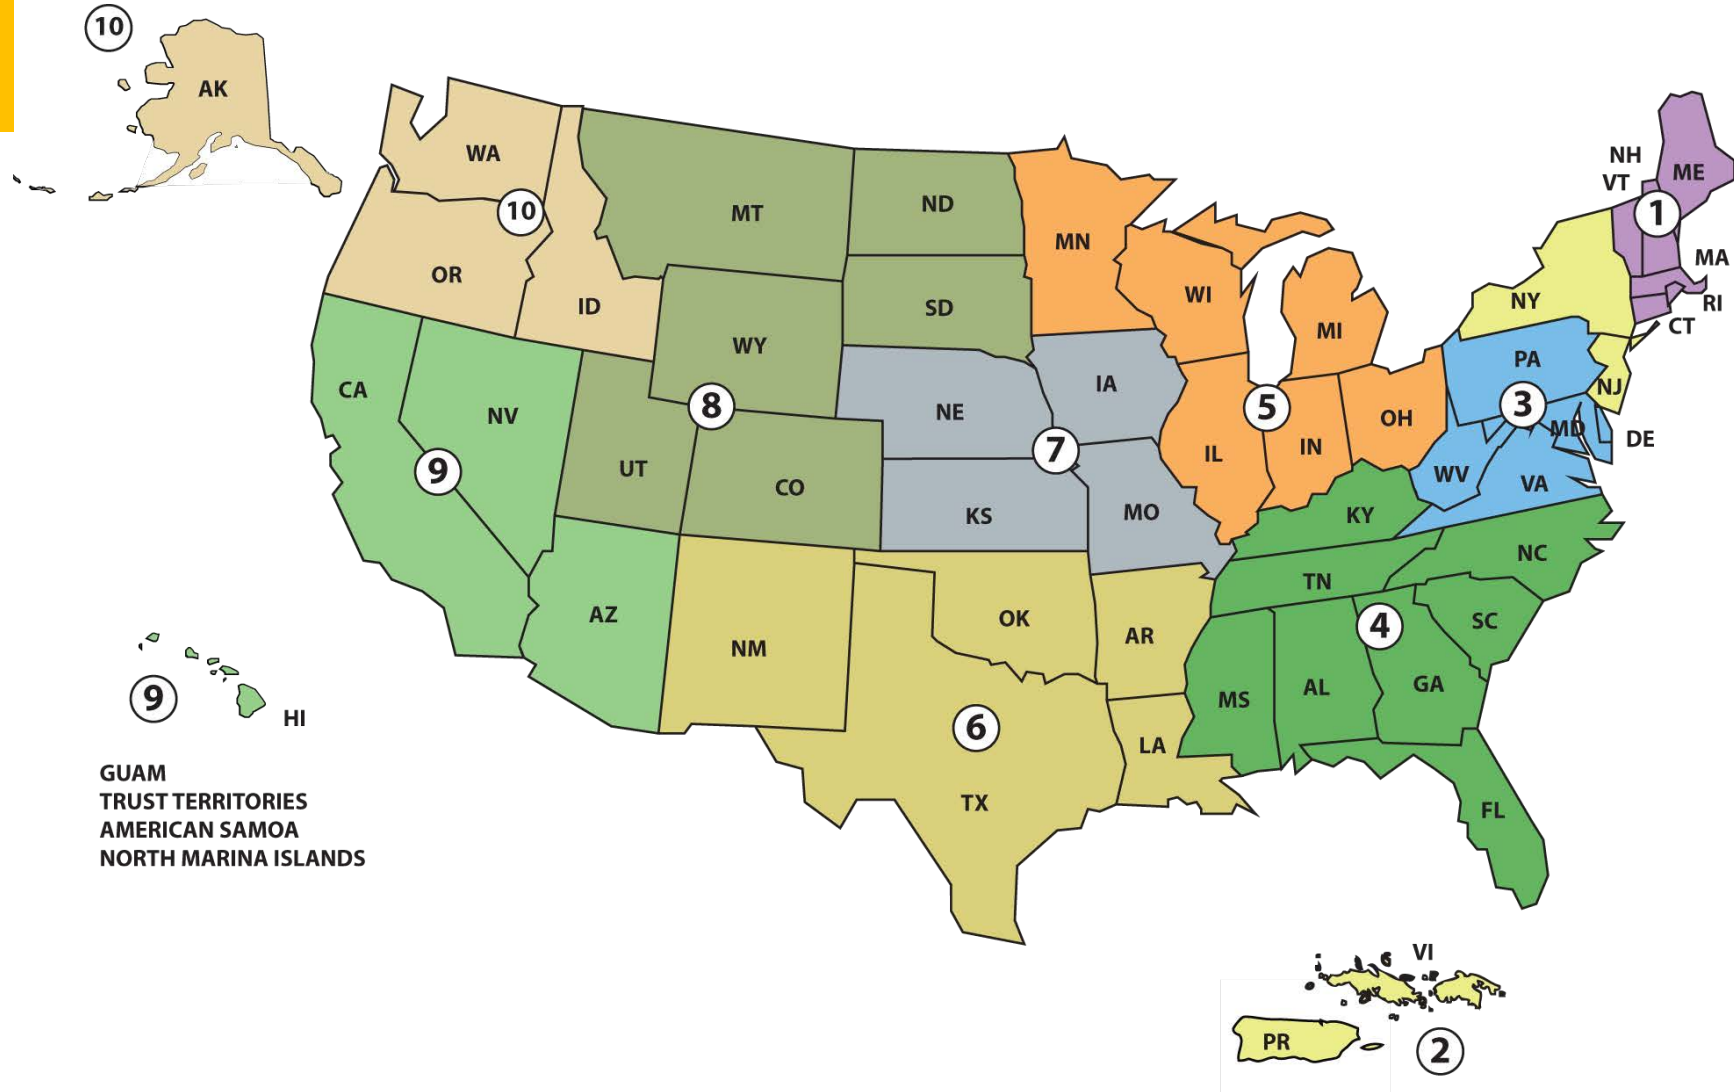 10
AK
WA
10
OR
ID
MT
ND
MN
SD
WY
WI
MI
NH
VT
ME
1
MA
RI
CT
NY
PA
NJ
3
MD
DE
WV
VA
CA
NV
9
UT
8
CO
NE
IA
7
KS
MO
5
IL
IN
OH
KY
NC
TN
4
SC
AZ
NM
OK
AR
MS
AL
GA
6
LA
TX
FL
9
HI
GUAM
TRUST TERRITORIES
AMERICAN SAMOA
NORTH MARINA ISLANDS
VI
PR
2